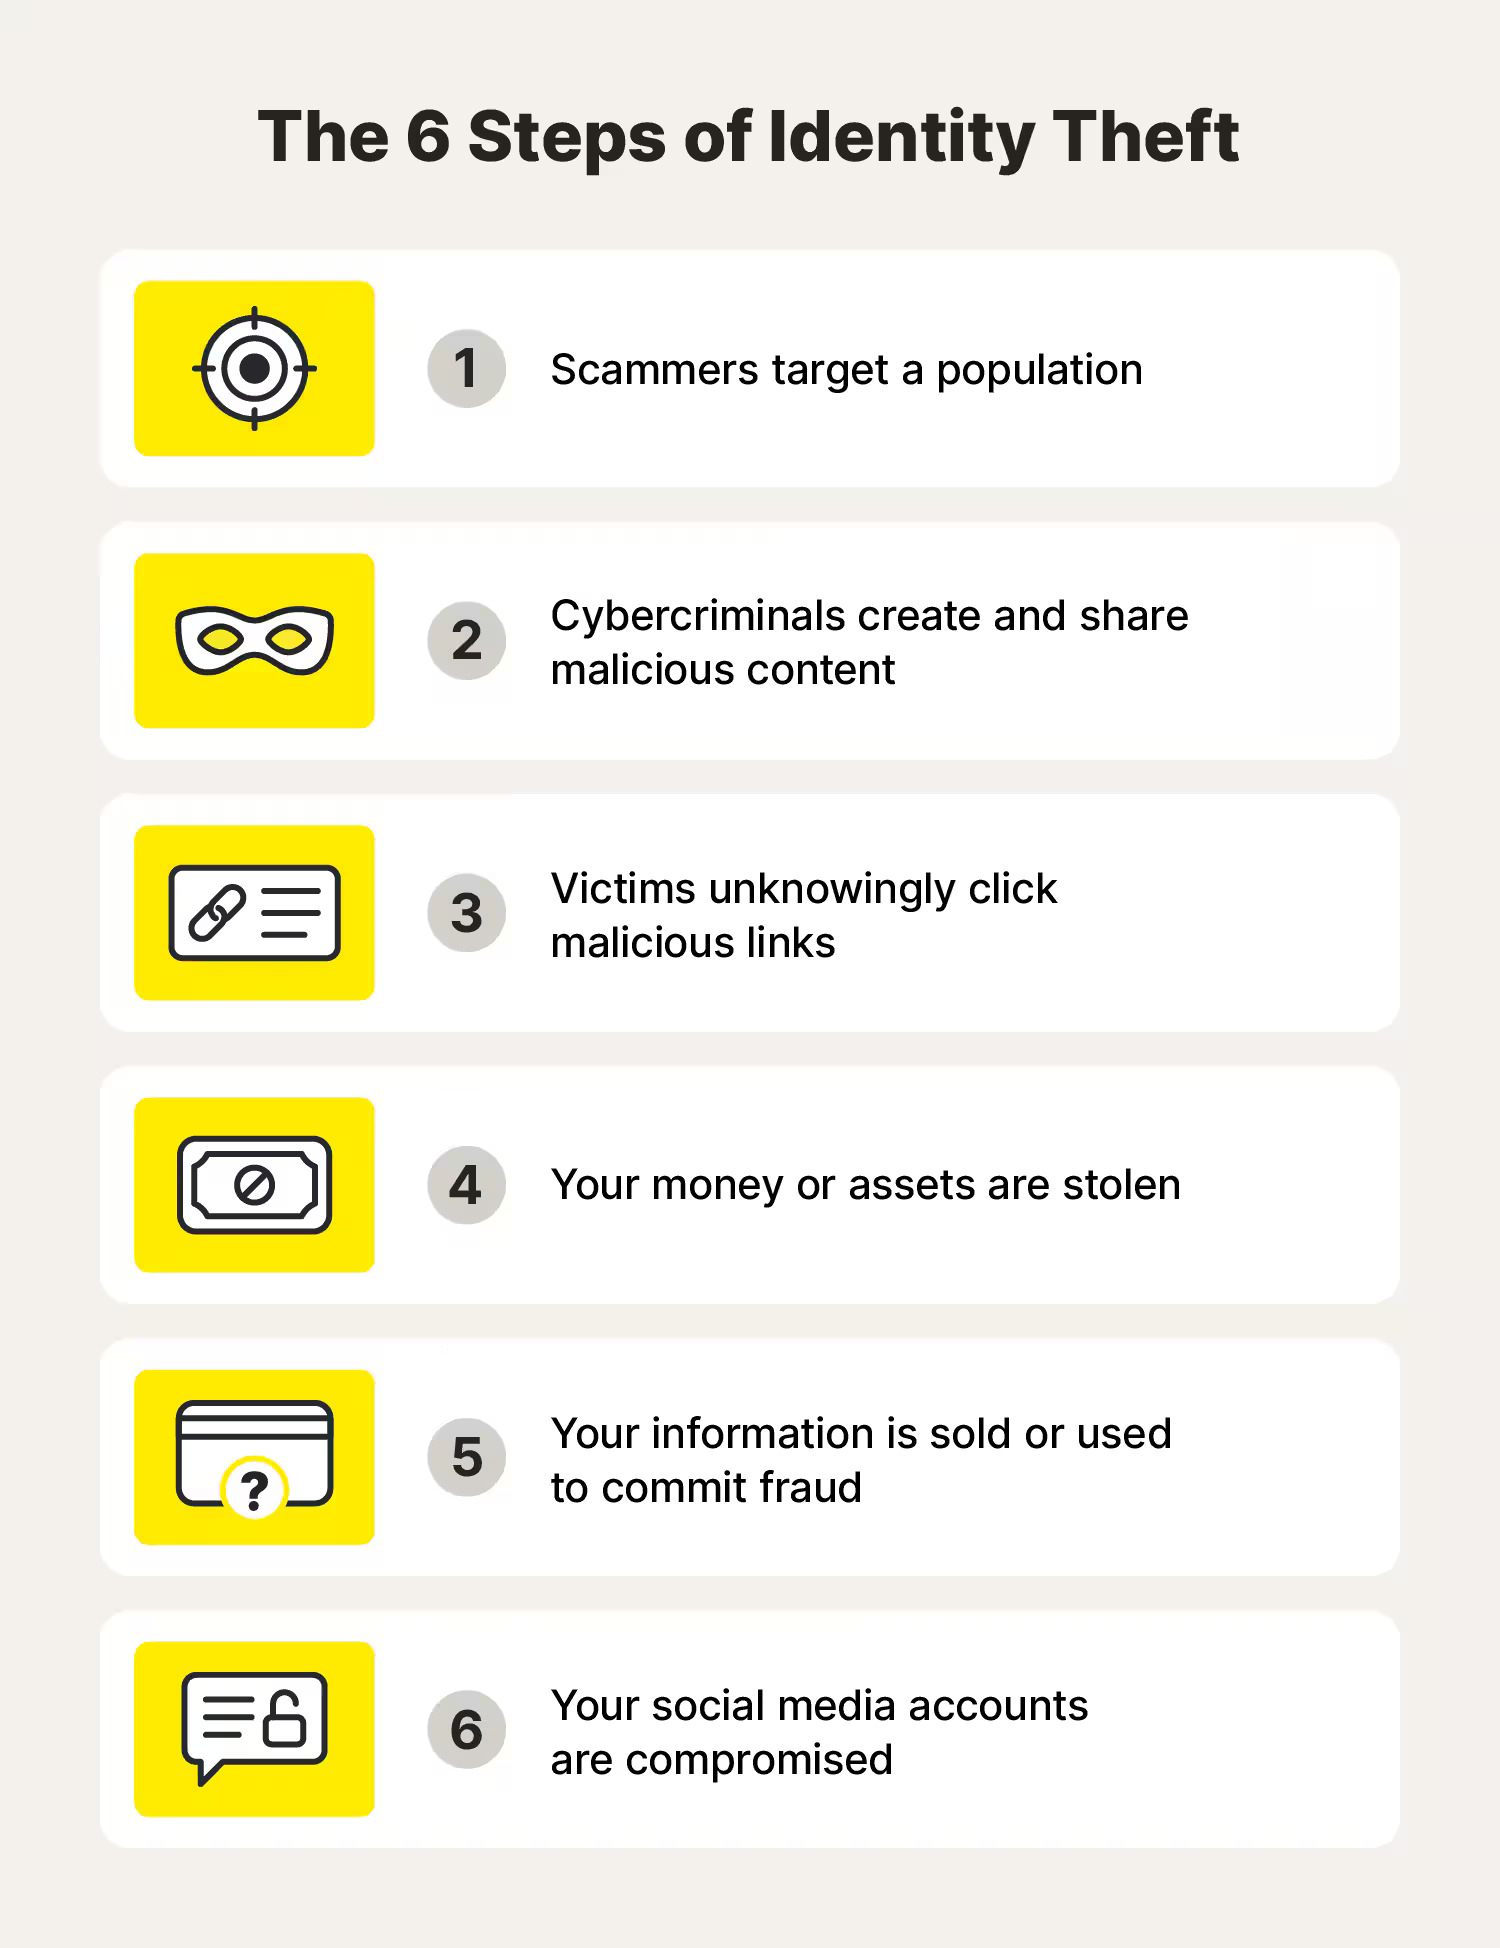 The 6 Steps of Identity Theft
1
Scammers target a population
2
Cybercriminals create and share
malicious content
3
Victims unknowingly click
malicious links
4
Your money or assets are stolen
5
Your information is sold or used
to commit fraud
?
6
Your social media accounts
are compromised